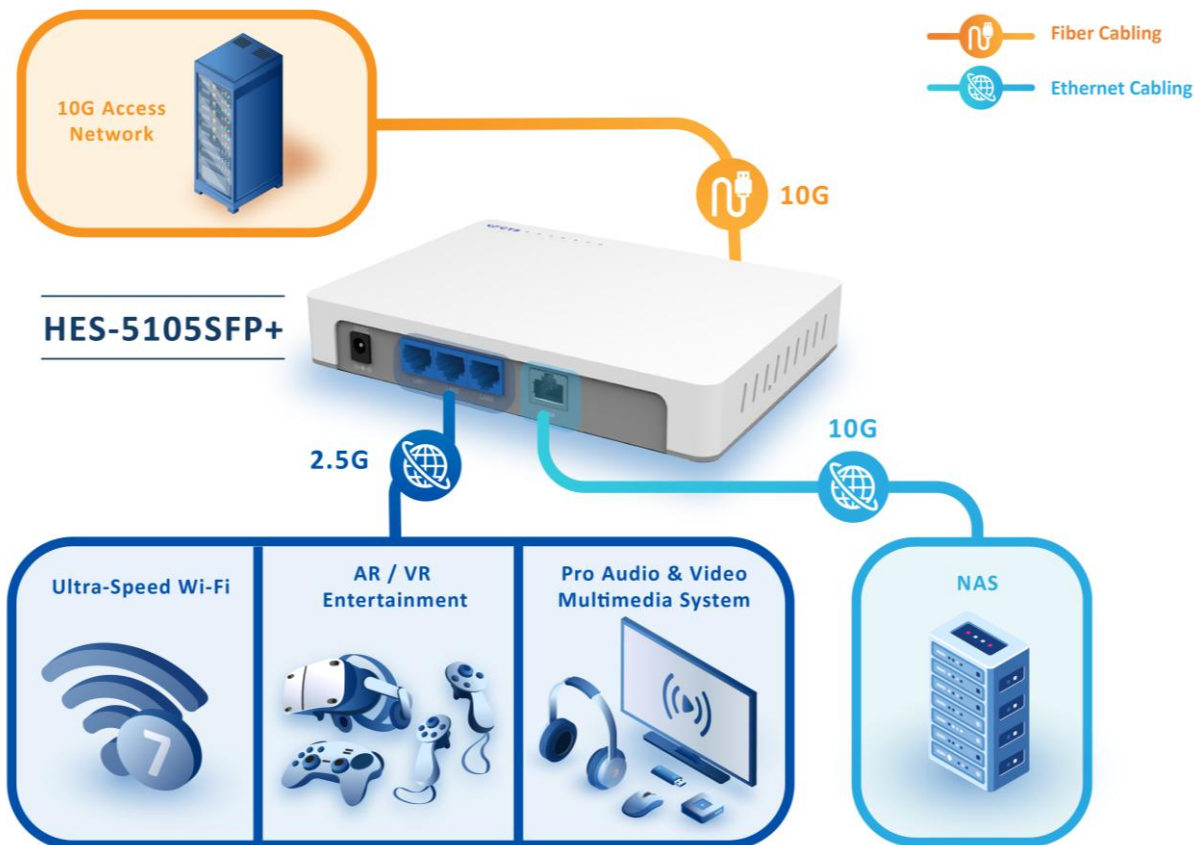 Fiber Cabling
Ethernet Cabling
10G Access
Network
10G
HES-5105SFP+
2.5G
10G
Ultra-Speed Wi-Fi
AR / VR
Entertainment
Pro Audio & Video
Multimedia System
NAS
7